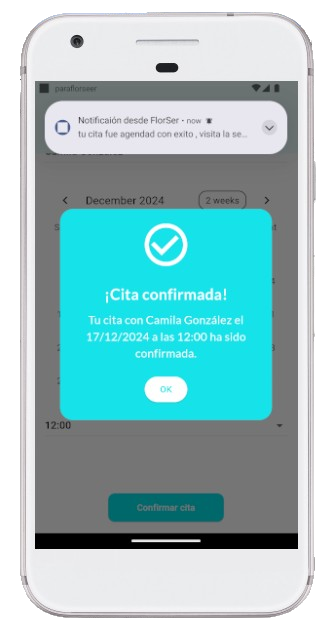 paraflorseer
Notificaión desde FlorSer • now
tu cita fue agendad con exito , visita la se...
December 2024
2 weeks
¡Cita confirmada!
Tu cita con Camila González el
17/12/2024 a las 12:00 ha sido
confirmada.
OK
12:00
Confirmar cita